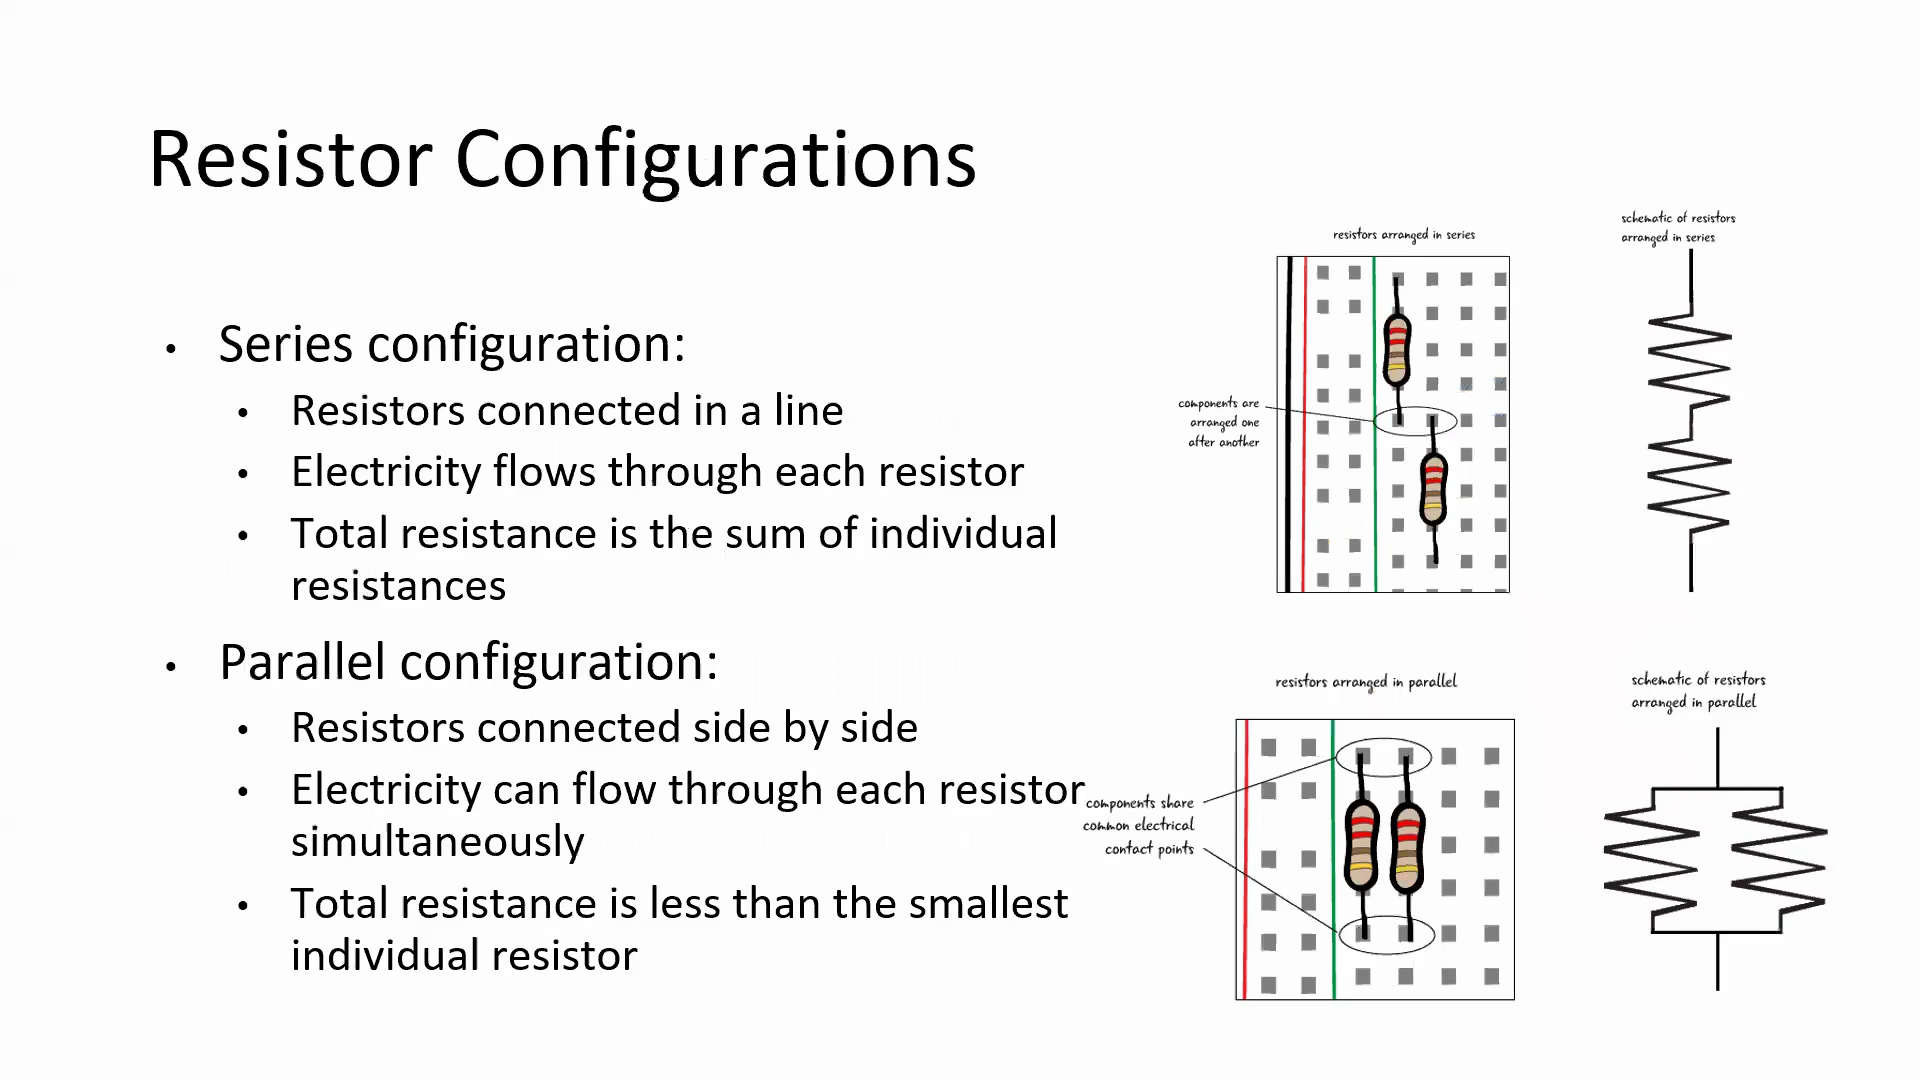 Resistor Configurations
Series configuration:
Resistors connected in a line
Electricity flows through each resistor
Total resistance is the sum of individual
resistances
Parallel configuration:
Resistors connected side by side
Electricity can flow through each resistor
simultaneously
Total resistance is less than the smallest
individual resistor
resistors arranged in series
components are
arranged one
after another
schematic of resistors
arranged in series
resistors arranged in parallel
components share
common electrical
contact points
schematic of resistors
arranged in parallel